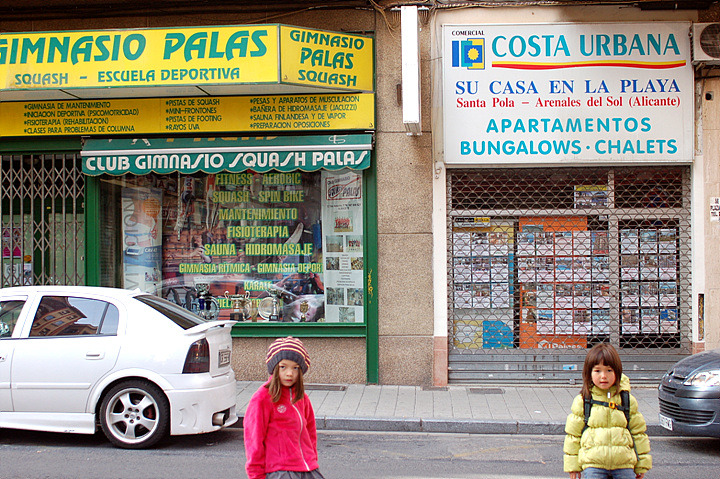 GIMNASIO PALAS
SQUASH - ESCUELA DEPORTIVA
GIMNASIO
PALAS
SQUASH
*GIMNASIA DE MANTENIMIENTO
*INICIACION DEPORTIVA (PSICOMOTRICIDAD)
*FISIOTERAPIA (REHABILITACION)
*CLASES PARA PROBLEMAS DE COLUMNA
*PISTAS DE SQUASH
*MINI-FRONTONES
*PISTAS DE FOOTING
*RAYOS UVA
*PESAS Y APARATOS DE MUSCULACION
*BAÑERA DE HIDROMASAJE (JACUZZI)
*SAUNA FINLANDESA Y DE VAPOR
*PREPARACION OPOSICIONES
CLUB GIMNASIO SQUASH PALAS
FITNESS - AEROBIC
SQUASH - SPIN BIKE
MANTENIMIENTO
FISIOTERAPIA
SAUNA - HIDROMASAJE
GIMNASIA RITMICA - GIMNASIA DEPOR
KARATE
COMERCIAL
COSTA URBANA
SU CASA EN LA PLAYA
Santa Pola - Arenales del Sol (Alicante)
APARTAMENTOS
BUNGALOWS · CHALETS